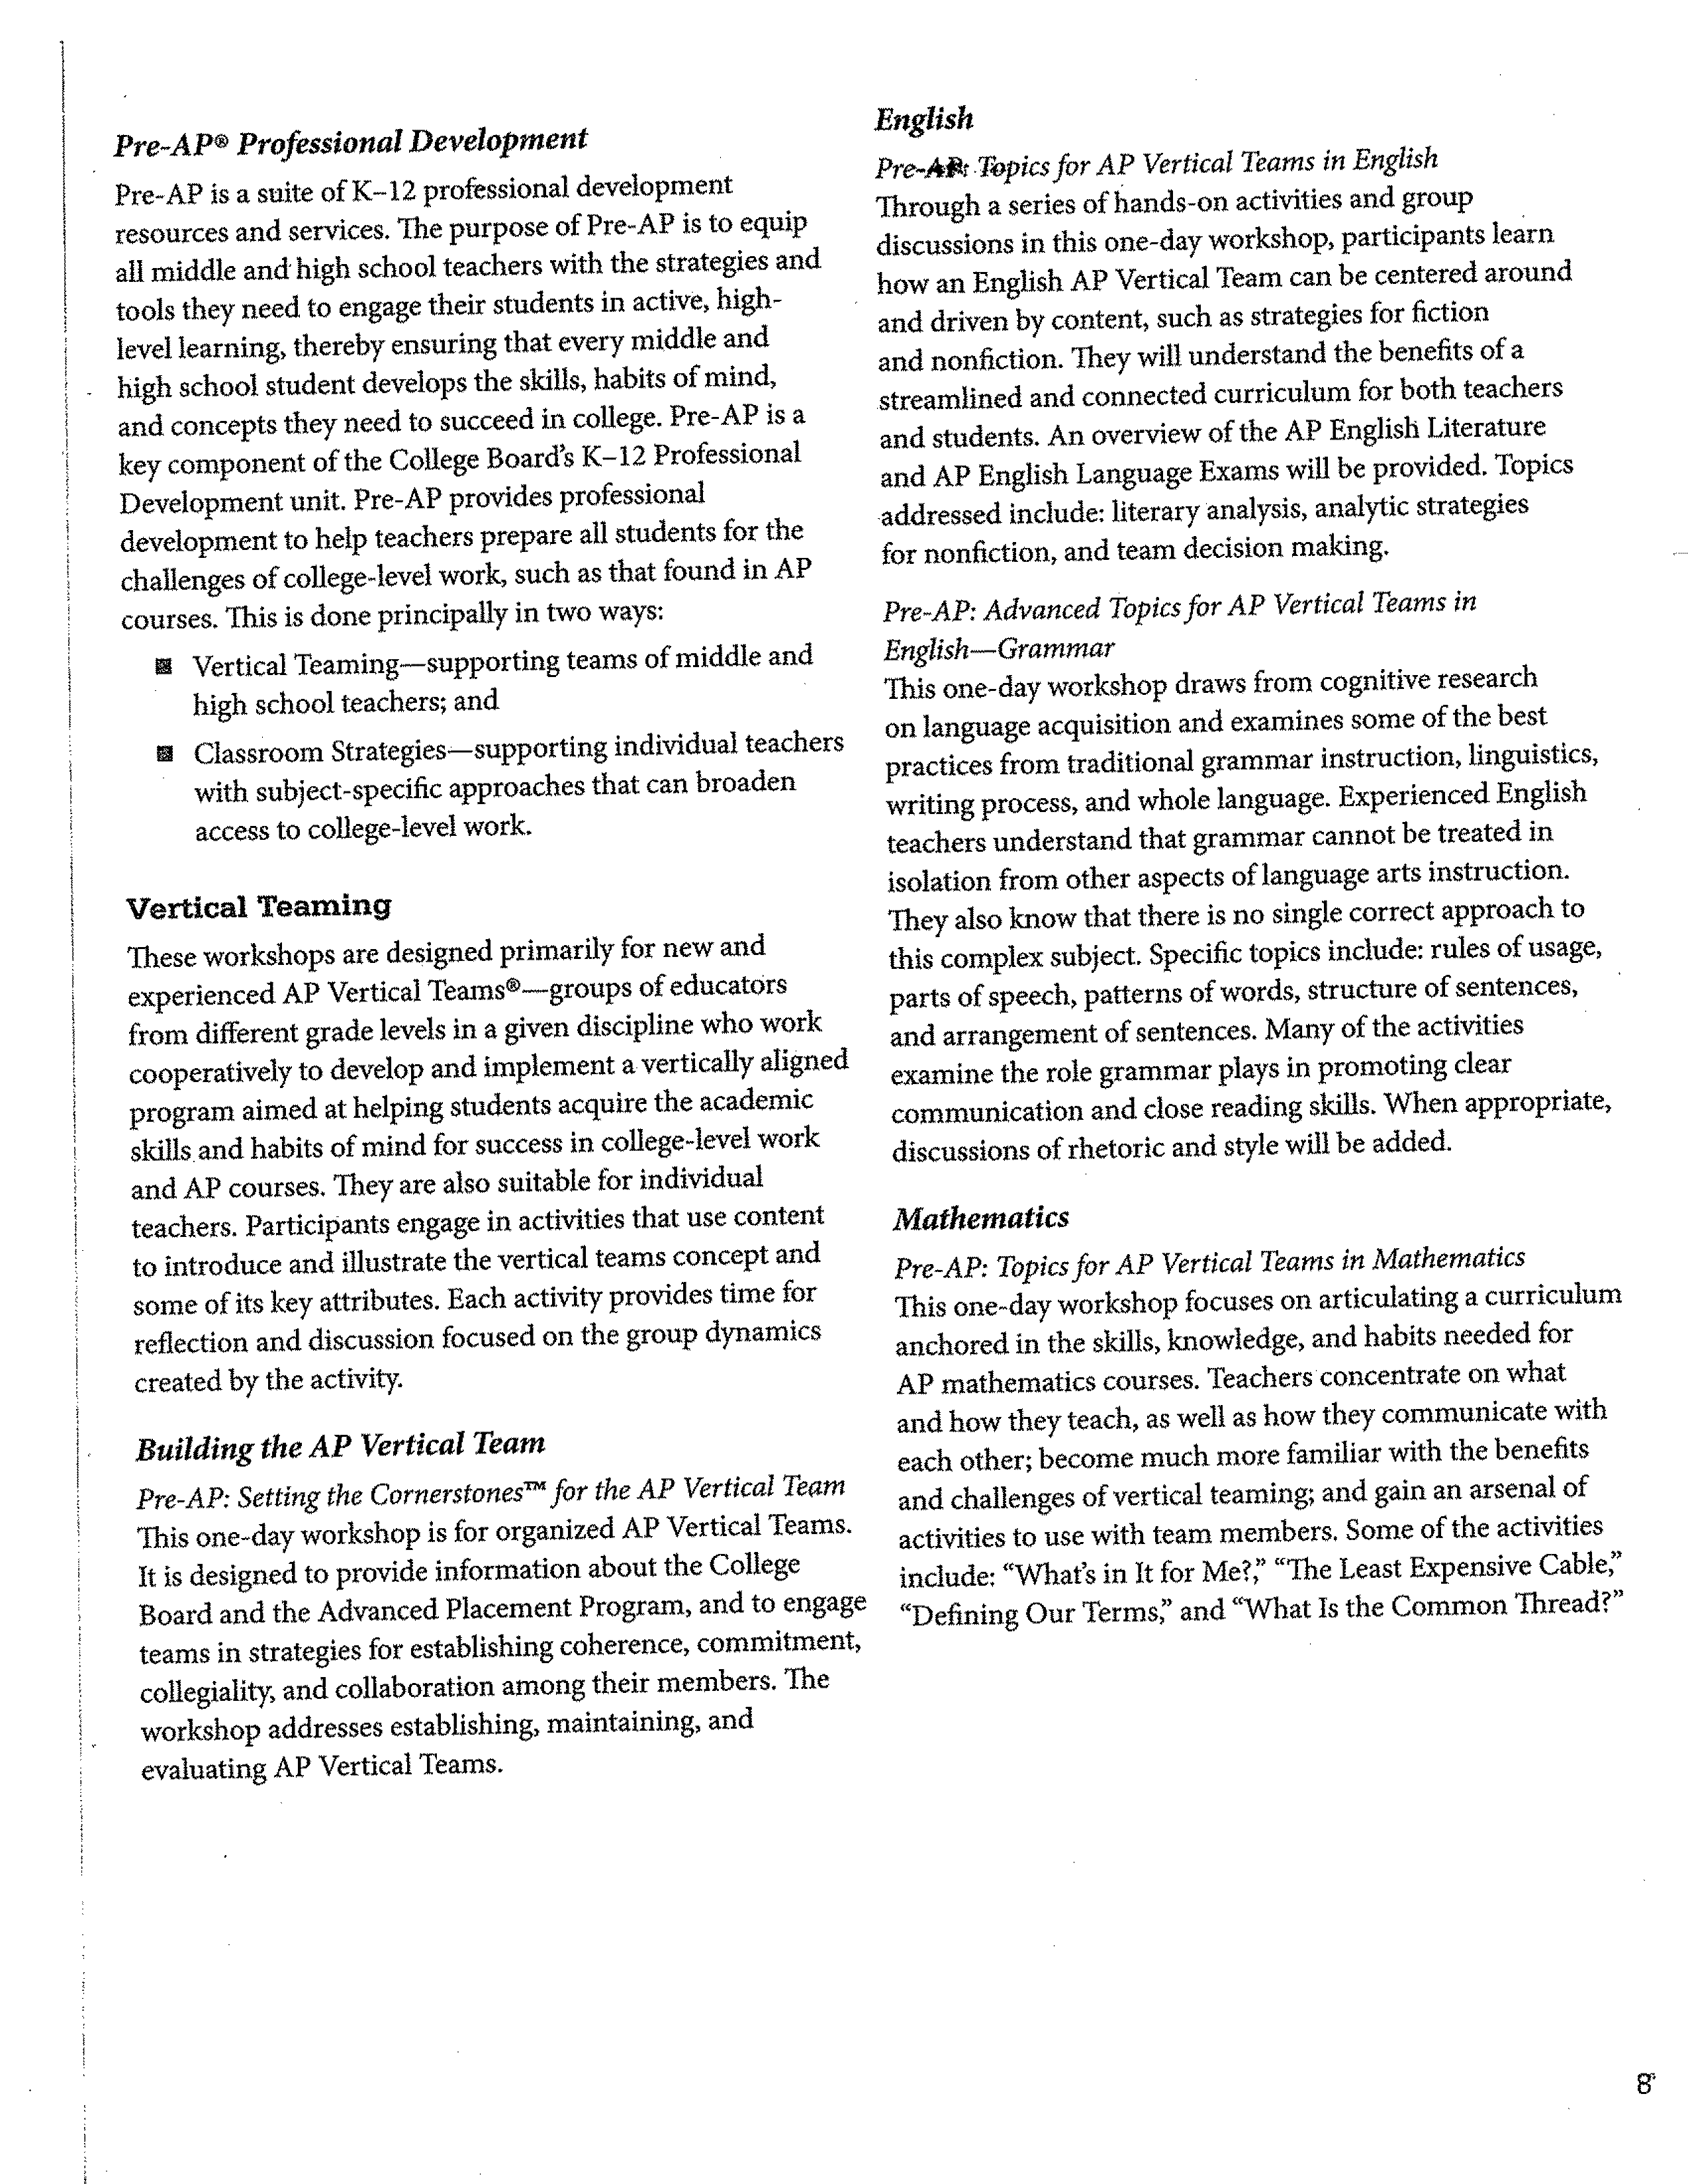 Pre-AP® Professional Development
Pre-AP is a suite of K–12 professional development
resources and services. The purpose of Pre-AP is to equip
all middle and high school teachers with the strategies and
tools they need to engage their students in active, high-
level learning, thereby ensuring that every middle and
high school student develops the skills, habits of mind,
and concepts they need to succeed in college. Pre-AP is a
key component of the College Board's K–12 Professional
Development unit. Pre-AP provides professional
development to help teachers prepare all students for the
challenges of college-level work, such as that found in AP
courses. This is done principally in two ways:
■ Vertical Teaming—supporting teams of middle and
high school teachers; and
■ Classroom Strategies—supporting individual teachers
with subject-specific approaches that can broaden
access to college-level work.
Vertical Teaming
These workshops are designed primarily for new and
experienced AP Vertical Teams®—groups of educators
from different grade levels in a given discipline who work
cooperatively to develop and implement a vertically aligned
program aimed at helping students acquire the academic
skills and habits of mind for success in college-level work
and AP courses. They are also suitable for individual
teachers. Participants engage in activities that use content
to introduce and illustrate the vertical teams concept and
some of its key attributes. Each activity provides time for
reflection and discussion focused on the group dynamics
created by the activity.
Building the AP Vertical Team
Pre-AP: Setting the Cornerstones™ for the AP Vertical Team
This one-day workshop is for organized AP Vertical Teams.
It is designed to provide information about the College
Board and the Advanced Placement Program, and to engage
teams in strategies for establishing coherence, commitment,
collegiality, and collaboration among their members. The
workshop addresses establishing, maintaining, and
evaluating AP Vertical Teams.
English
Pre-AP: Topics for AP Vertical Teams in English
Through a series of hands-on activities and group
discussions in this one-day workshop, participants learn
how an English AP Vertical Team can be centered around
and driven by content, such as strategies for fiction
and nonfiction. They will understand the benefits of a
streamlined and connected curriculum for both teachers
and students. An overview of the AP English Literature
and AP English Language Exams will be provided. Topics
addressed include: literary analysis, analytic strategies
for nonfiction, and team decision making.
Pre-AP: Advanced Topics for AP Vertical Teams in
English—Grammar
This one-day workshop draws from cognitive research
on language acquisition and examines some of the best
practices from traditional grammar instruction, linguistics,
writing process, and whole language. Experienced English
teachers understand that grammar cannot be treated in
isolation from other aspects of language arts instruction.
They also know that there is no single correct approach to
this complex subject. Specific topics include: rules of usage,
parts of speech, patterns of words, structure of sentences,
and arrangement of sentences. Many of the activities
examine the role grammar plays in promoting clear
communication and close reading skills. When appropriate,
discussions of rhetoric and style will be added.
Mathematics
Pre-AP: Topics for AP Vertical Teams in Mathematics
This one-day workshop focuses on articulating a curriculum
anchored in the skills, knowledge, and habits needed for
AP mathematics courses. Teachers concentrate on what
and how they teach, as well as how they communicate with
each other; become much more familiar with the benefits
and challenges of vertical teaming; and gain an arsenal of
activities to use with team members. Some of the activities
include: “What's in It for Me?,” “The Least Expensive Cable,”
“Defining Our Terms,” and “What Is the Common Thread?”
8